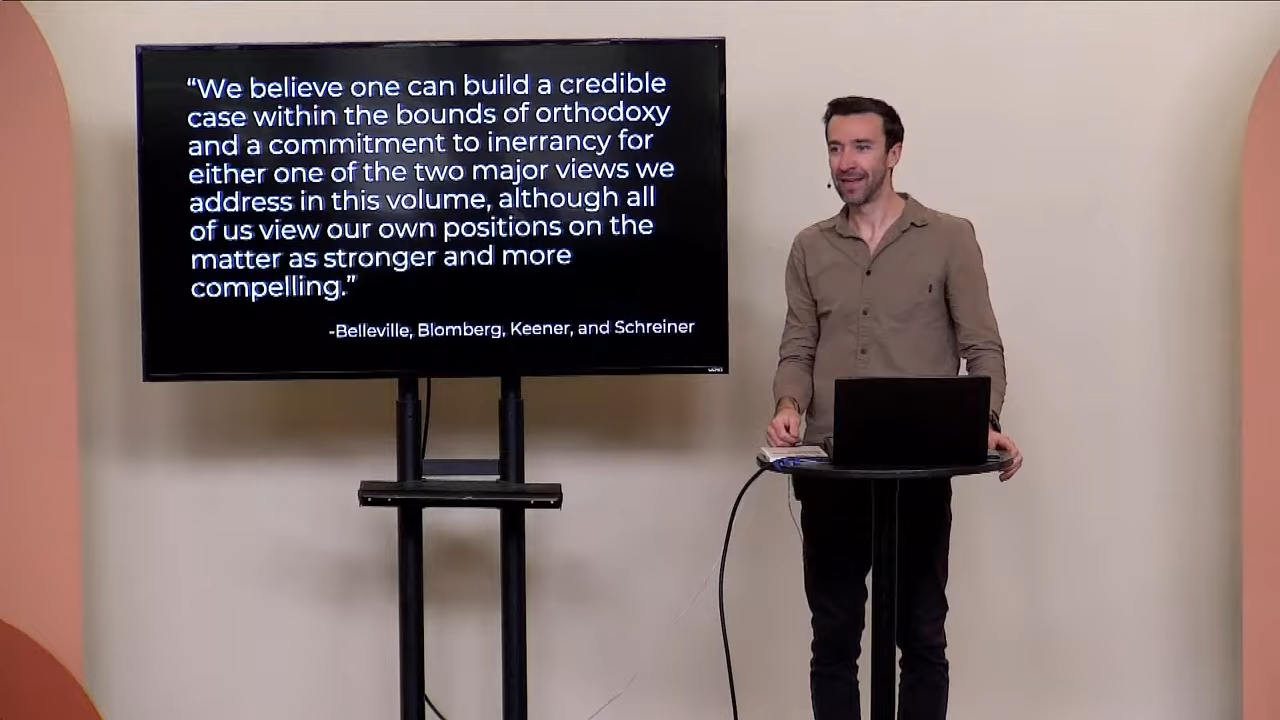 “We believe one can build a credible
case within the bounds of orthodoxy
and a commitment to inerrancy for
either one of the two major views we
address in this volume, although all
of us view our own positions on the
matter as stronger and more
compelling.”
-Belleville, Blomberg, Keener, and Schreiner